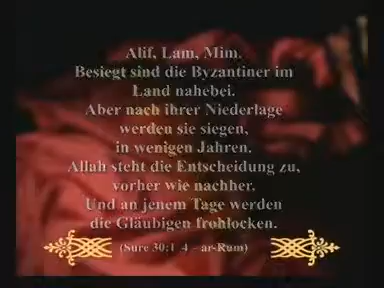 Alif, Lam, Mim.
Besiegt sind die Byzantiner im
Land nahebei.
Aber nach ihrer Niederlage
werden sie siegen,
in wenigen Jahren.
Allah steht die Entscheidung zu,
vorher wie nachher.
Und an jenem Tage werden
die Gläubigen frohlocken.
(Sure 30:1 4 – ar-Rum)